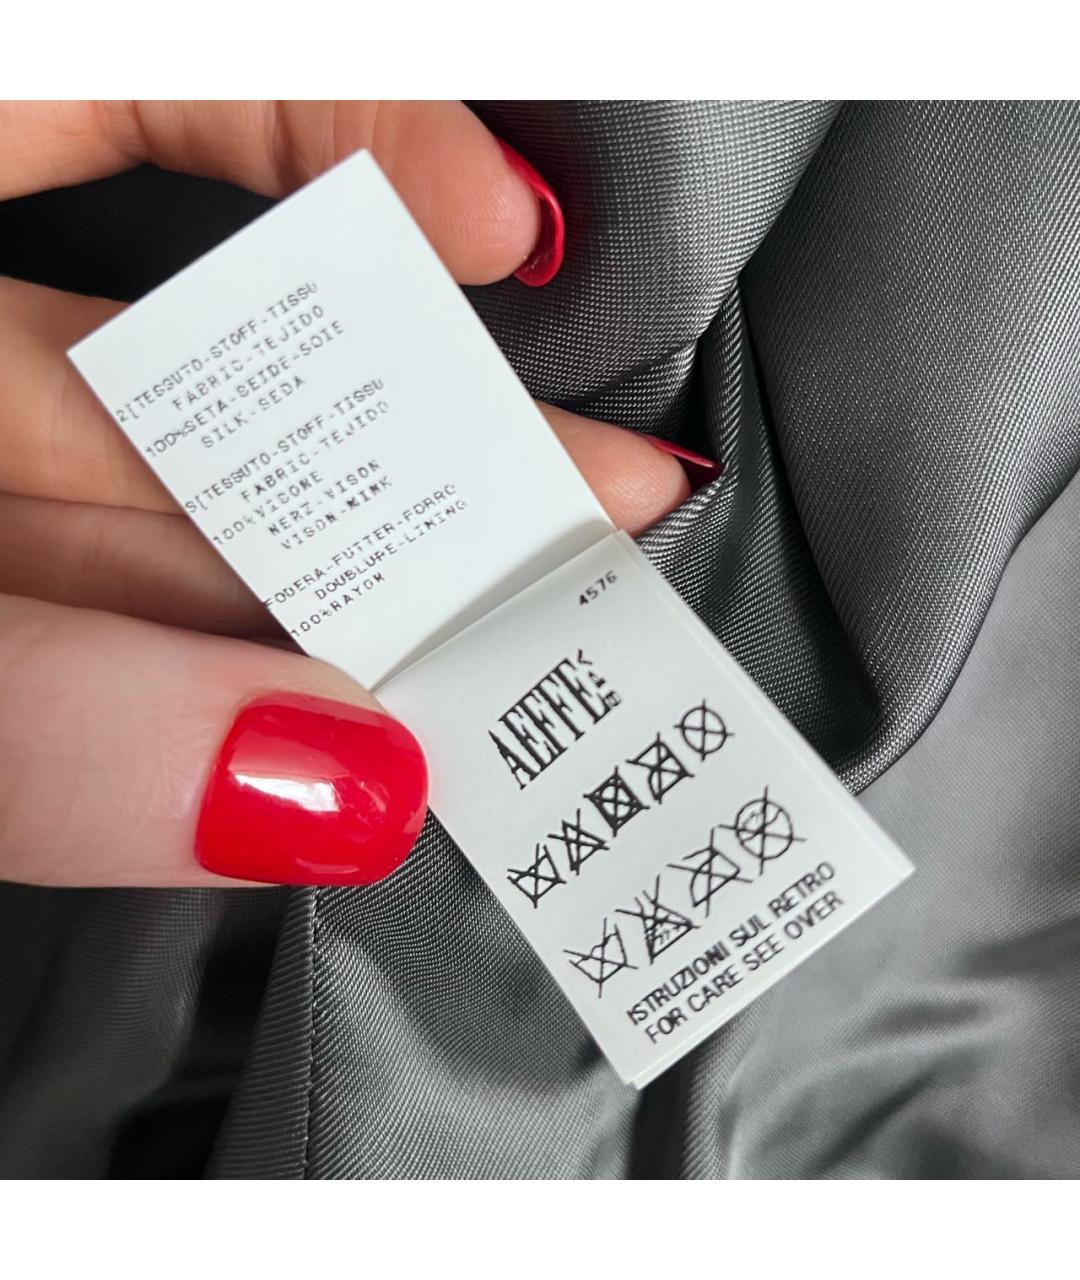 2[TESSUTO-STOFF-TISSU
FABRIC-TEJIDO
100%SETA-SEIDE-SOIE
SILK-SEDA
S[TESSUTO-STOFF-TISSU
FABRIC-TEJIDO
100%VISONE
NERZ-VISON
VISON-MINK
FODERA-FUTTER-FORRO
DOUBLURE-LINING
100%RAYON
4576
AEFFE
ISTRUZIONI SUL RETRO
FOR CARE SEE OVER